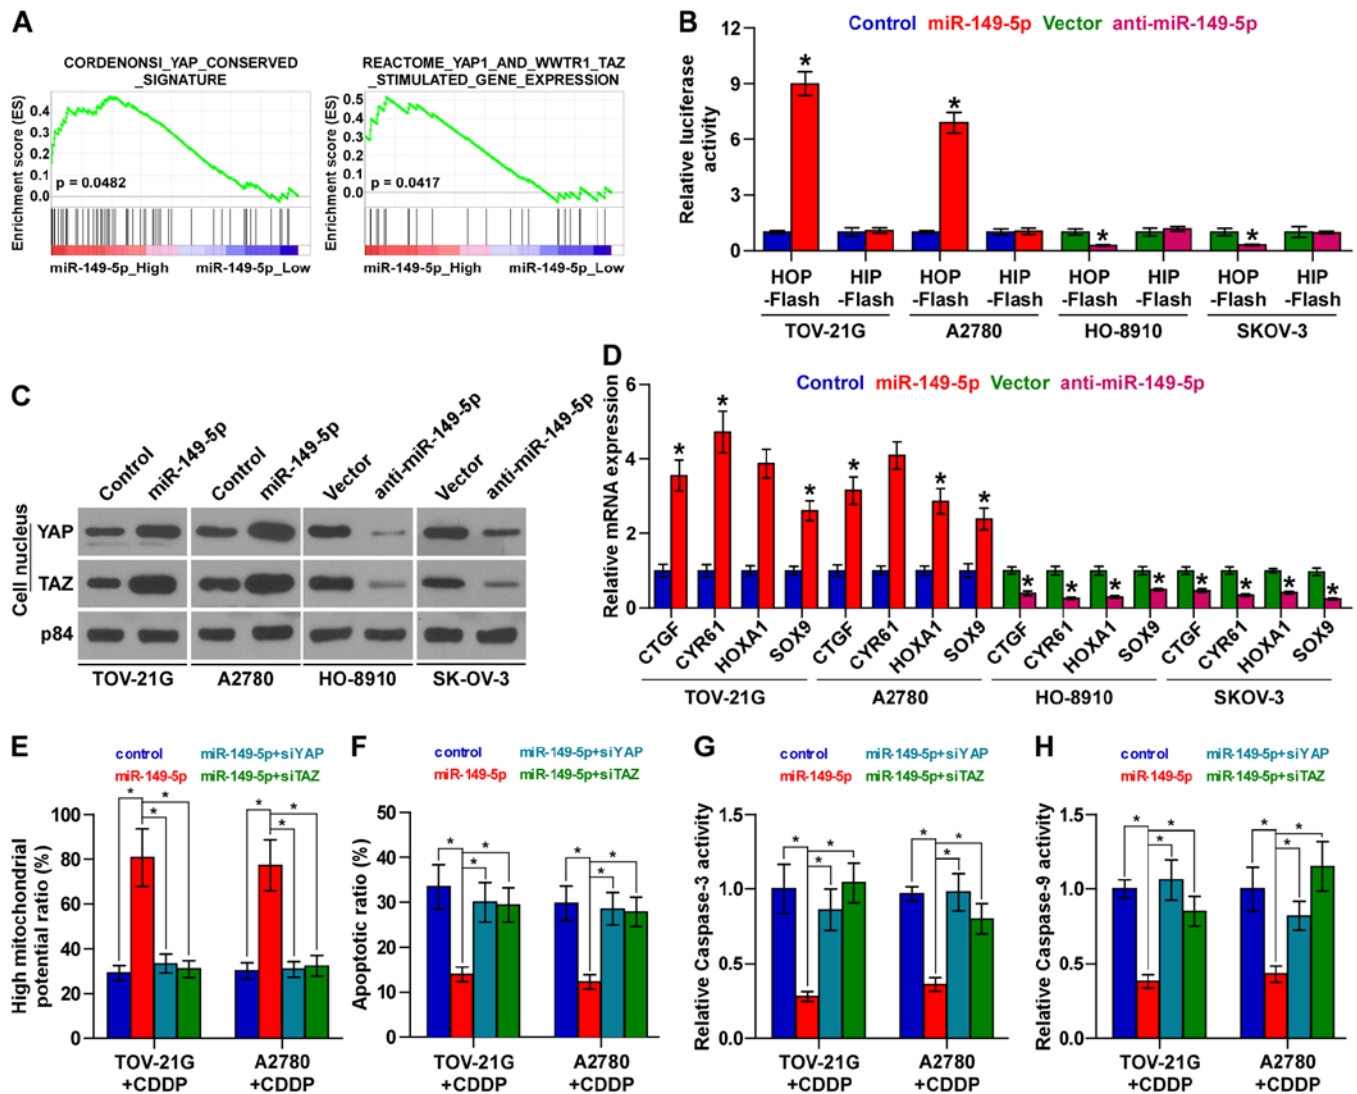 A
CORDENONSI_YAP_CONSERVED
_SIGNATURE
Enrichment score (ES)
0.4
0.3
0.2
0.1
0.0
p = 0.0482
miR-149-5p_High miR-149-5p_Low
REACTOME_YAP1_AND_WWTR1_TAZ
_STIMULATED_GENE_EXPRESSION
Enrichment score (ES)
0.5
0.4
0.3
0.2
0.1
0.0
p = 0.0417
miR-149-5p_High miR-149-5p_Low
B
Control miR-149-5p Vector anti-miR-149-5p
Relative luciferase
activity
12
9
6
3
0
* * * *
HOP HIP HOP HIP HOP HIP HOP HIP
-Flash -Flash -Flash -Flash -Flash -Flash -Flash -Flash
TOV-21G A2780 HO-8910 SKOV-3
C
Control miR-149-5p Control miR-149-5p Vector anti-miR-149-5p Vector anti-miR-149-5p
Cell nucleus
YAP
TAZ
p84
TOV-21G A2780 HO-8910 SK-OV-3
D
Control miR-149-5p Vector anti-miR-149-5p
Relative mRNA expression
6
4
2
0
* * * * * * * * * * * * * *
CTGF CYR61 HOXA1 SOX9 CTGF CYR61 HOXA1 SOX9 CTGF CYR61 HOXA1 SOX9 CTGF CYR61 HOXA1 SOX9
TOV-21G A2780 HO-8910 SKOV-3
E
control miR-149-5p+siYAP
miR-149-5p miR-149-5p+siTAZ
High mitochondrial
potential ratio (%)
100
80
60
40
20
0
* * * * * *
TOV-21G A2780
+CDDP +CDDP
F
control miR-149-5p+siYAP
miR-149-5p miR-149-5p+siTAZ
Apoptotic ratio (%)
50
40
30
20
10
0
* * * * * *
TOV-21G A2780
+CDDP +CDDP
G
control miR-149-5p+siYAP
miR-149-5p miR-149-5p+siTAZ
Relative Caspase-3 activity
1.5
1.0
0.5
0.0
* * * * * *
TOV-21G A2780
+CDDP +CDDP
H
control miR-149-5p+siYAP
miR-149-5p miR-149-5p+siTAZ
Relative Caspase-9 activity
1.5
1.0
0.5
0.0
* * * * * *
TOV-21G A2780
+CDDP +CDDP